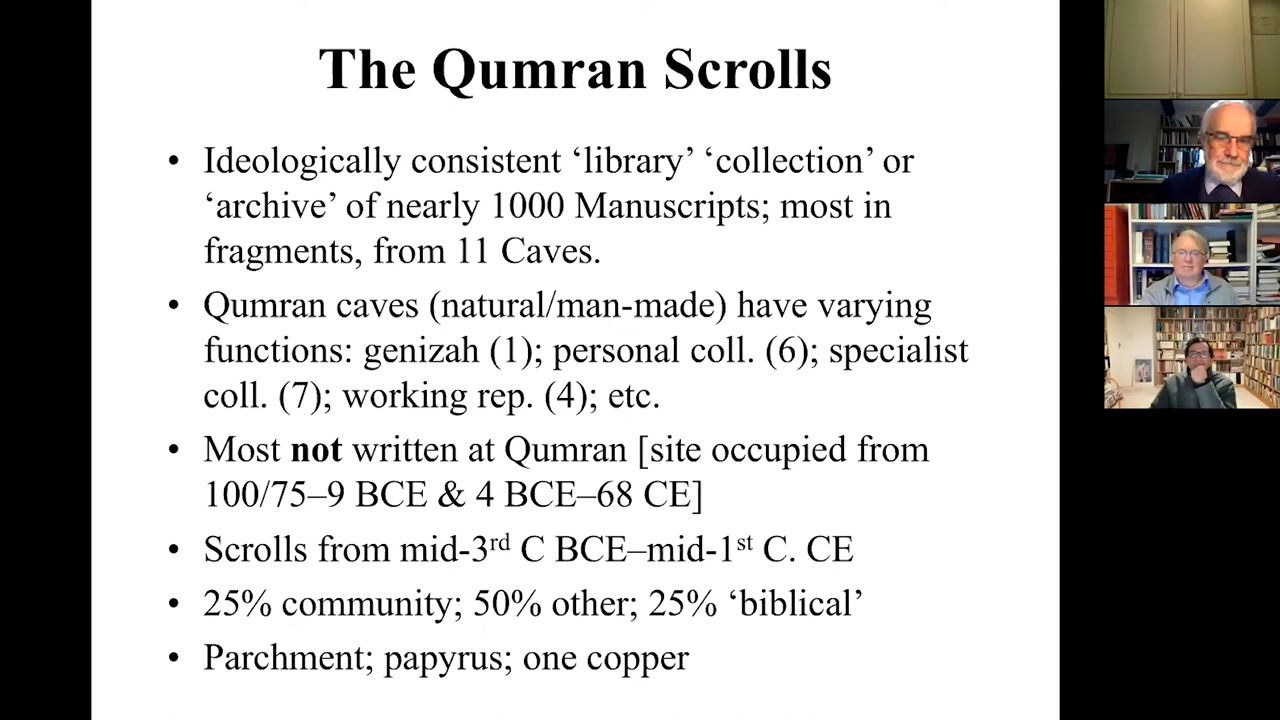 The Qumran Scrolls
• Ideologically consistent ‘library’ ‘collection’ or
‘archive’ of nearly 1000 Manuscripts; most in
fragments, from 11 Caves.
• Qumran caves (natural/man-made) have varying
functions: genizah (1); personal coll. (6); specialist
coll. (7); working rep. (4); etc.
• Most not written at Qumran [site occupied from
100/75–9 BCE & 4 BCE–68 CE]
• Scrolls from mid-3rd C BCE–mid-1st C. CE
• 25% community; 50% other; 25% ‘biblical’
• Parchment; papyrus; one copper